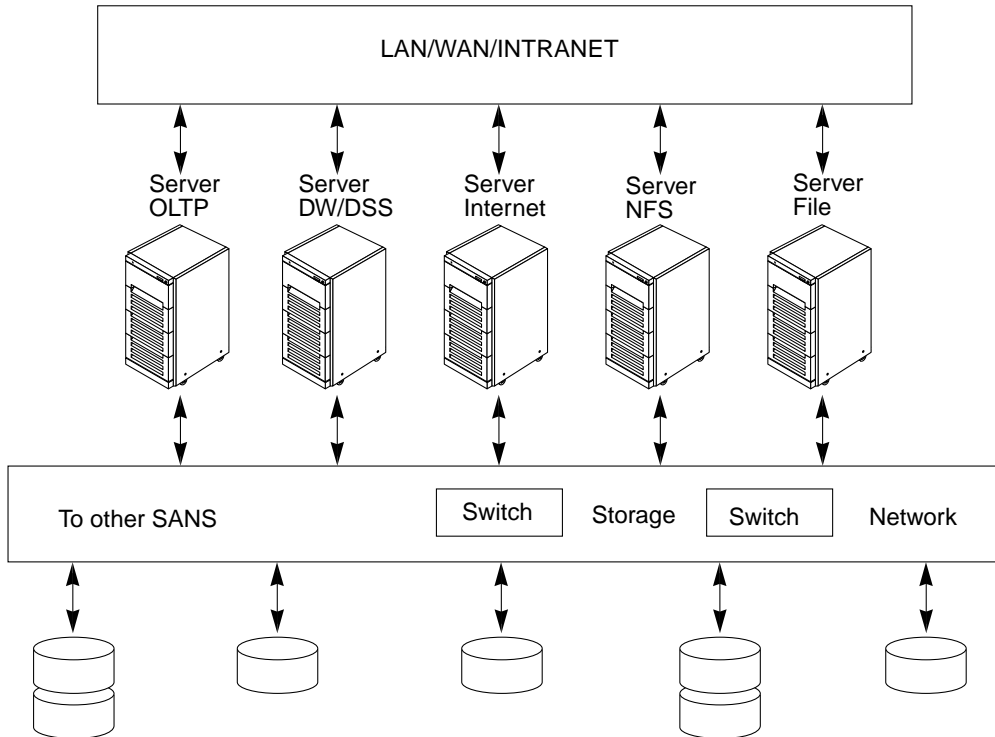 LAN/WAN/INTRANET
Server
OLTP
Server
DW/DSS
Server
Internet
Server
NFS
Server
File
To other SANS
Switch
Storage
Switch
Network